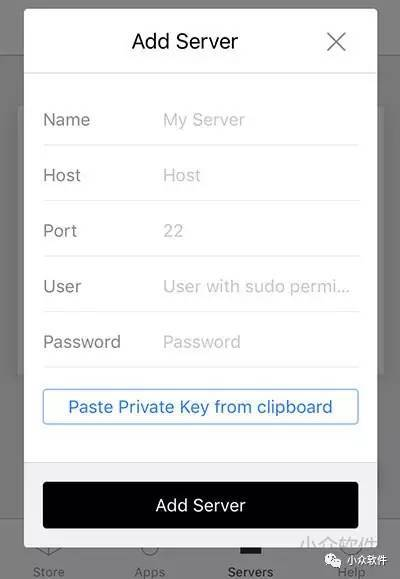 Add Server
Name My Server
Host Host
Port 22
User User with sudo permi...
Password Password
Paste Private Key from clipboard
Add Server
小众软件
Store Apps Servers Help
小众软件